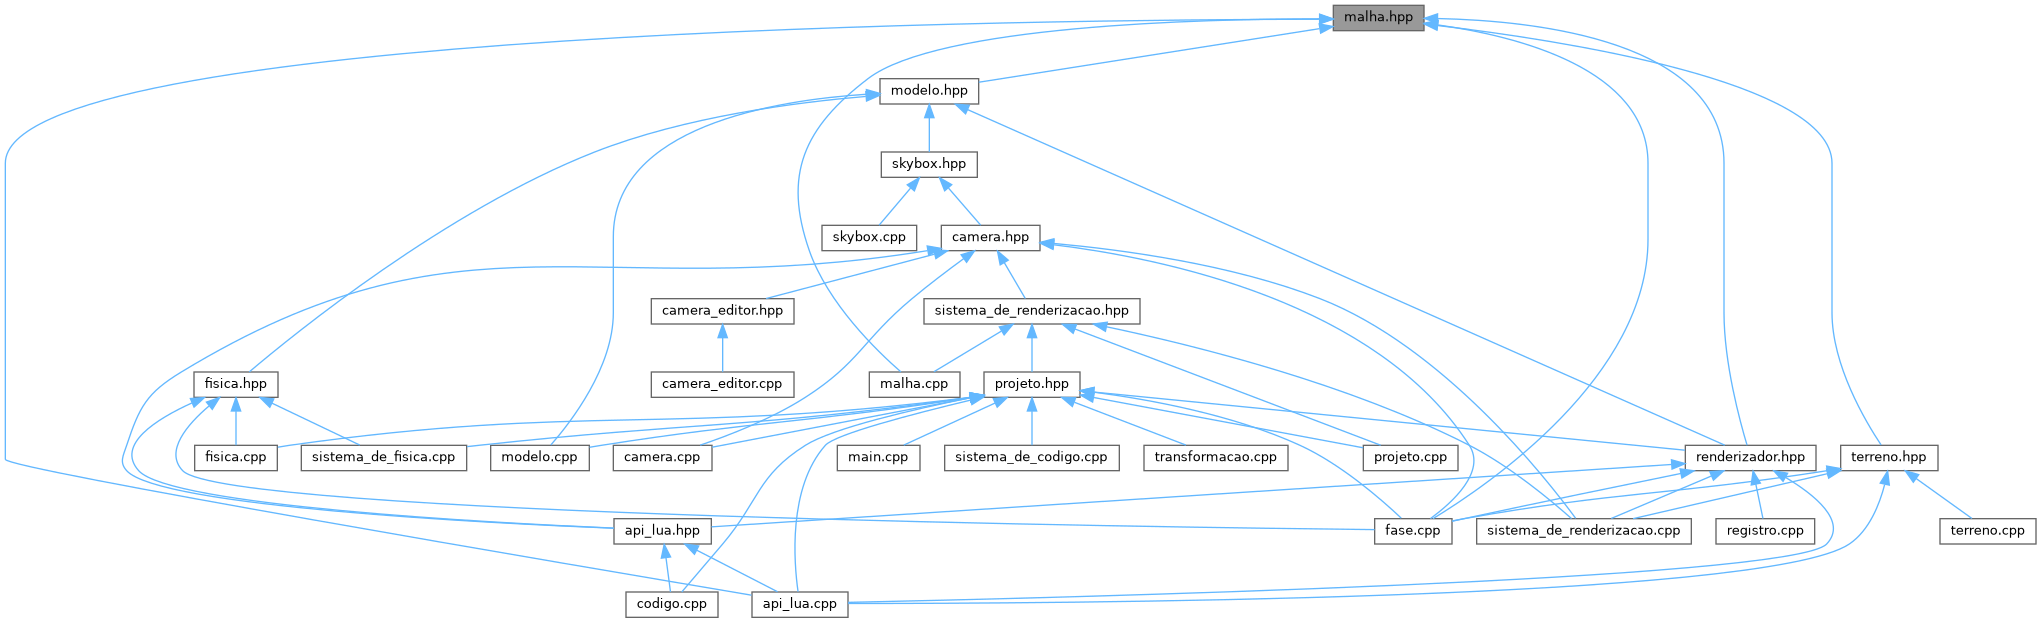 malha.hpp
modelo.hpp
skybox.hpp
skybox.cpp
camera.hpp
camera_editor.hpp
sistema_de_renderizacao.hpp
fisica.hpp
camera_editor.cpp
malha.cpp
projeto.hpp
fisica.cpp
sistema_de_fisica.cpp
modelo.cpp
camera.cpp
main.cpp
sistema_de_codigo.cpp
transformacao.cpp
projeto.cpp
renderizador.hpp
terreno.hpp
api_lua.hpp
fase.cpp
sistema_de_renderizacao.cpp
registro.cpp
terreno.cpp
codigo.cpp
api_lua.cpp